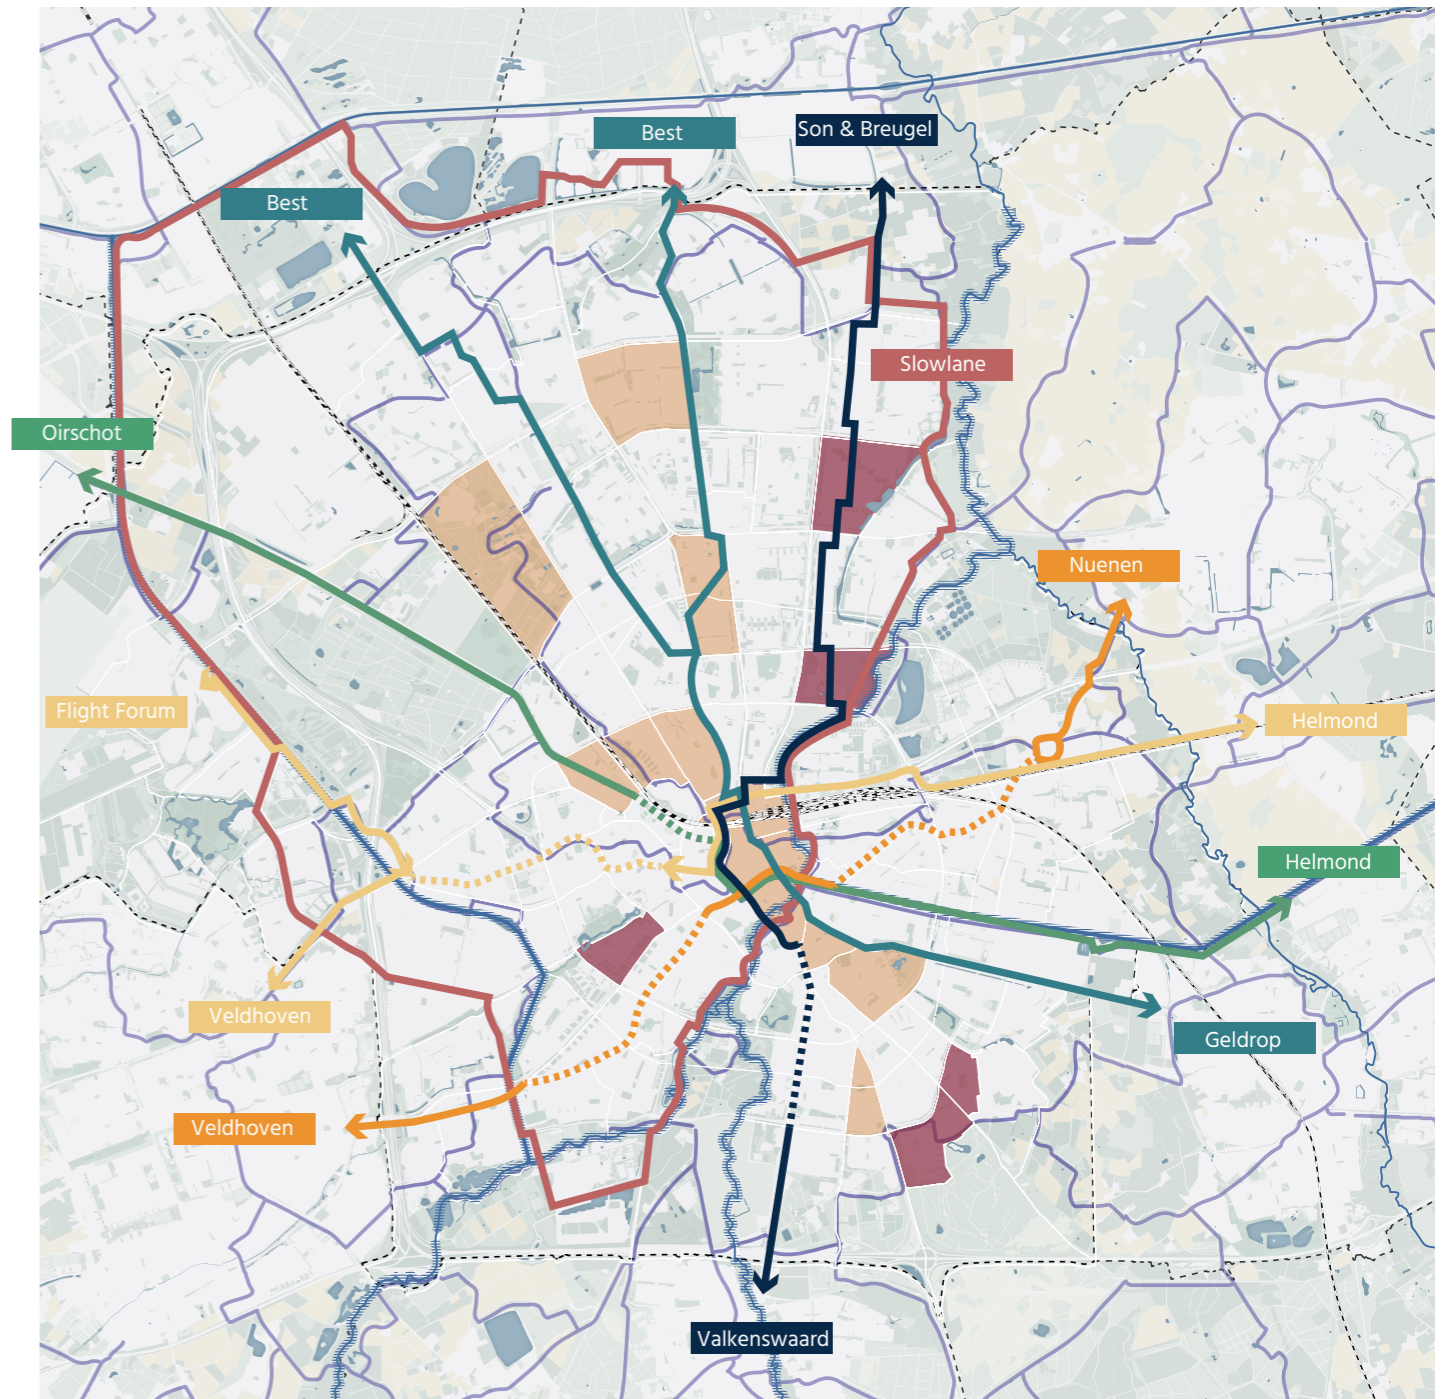 Best
Son & Breugel
Best
Slowlane
Oirschot
Nuenen
Flight Forum
Helmond
Helmond
Veldhoven
Geldrop
Veldhoven
Valkenswaard